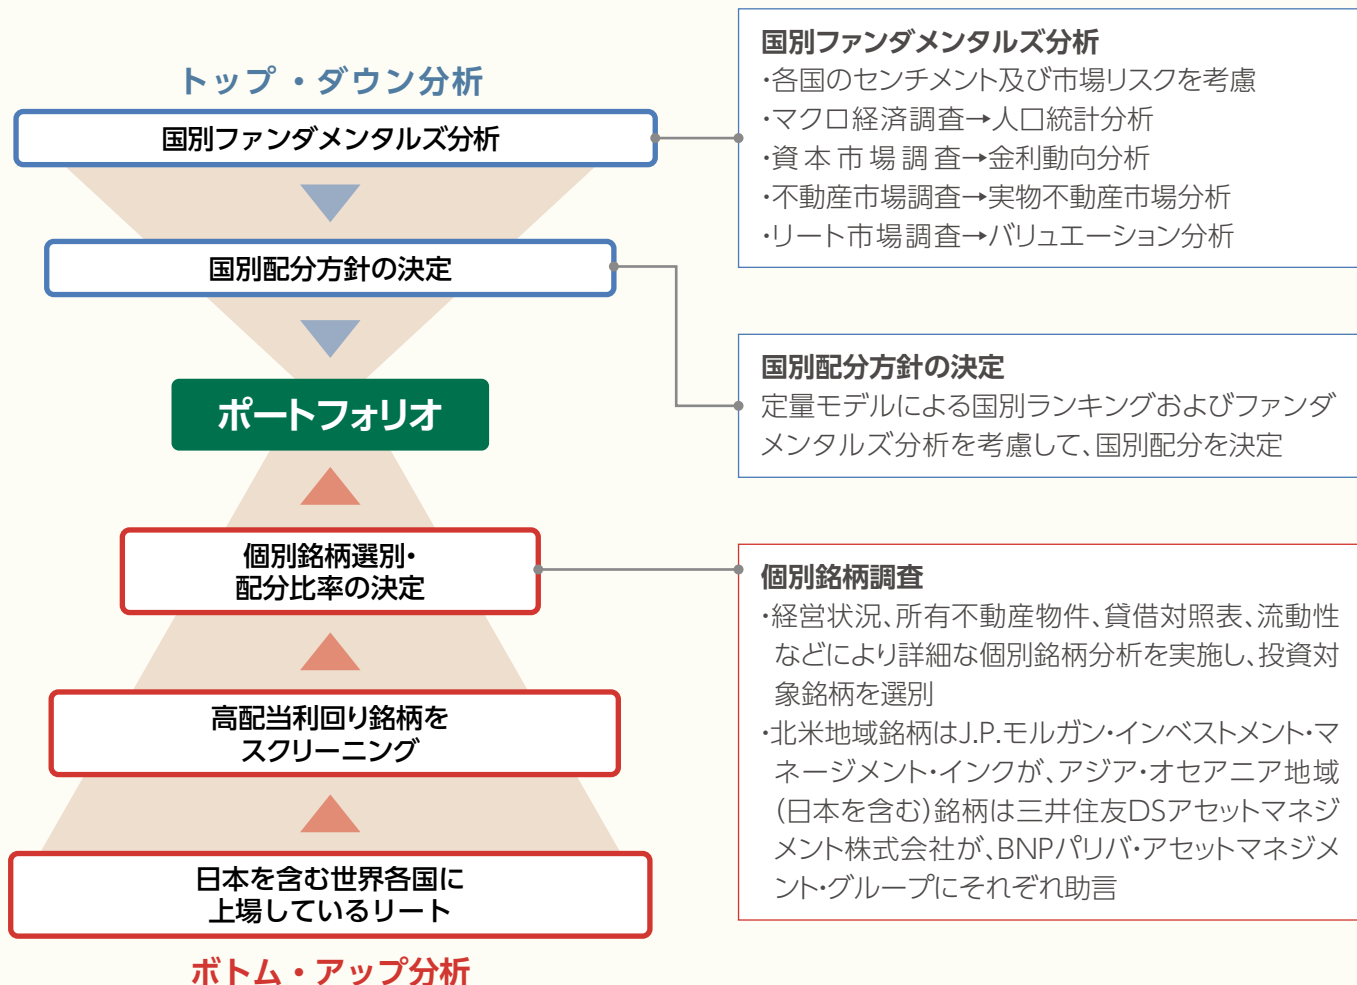 トップ・ダウン分析
国別ファンダメンタルズ分析
国別配分方針の決定
ポートフォリオ
個別銘柄選別・
配分比率の決定
高配当利回り銘柄を
スクリーニング
日本を含む世界各国に
上場しているリート
ボトム・アップ分析
国別ファンダメンタルズ分析
・各国のセンチメント及び市場リスクを考慮
・マクロ経済調査→人口統計分析
・資本市場調査→金利動向分析
・不動産市場調査→実物不動産市場分析
・リート市場調査→バリュエーション分析
国別配分方針の決定
定量モデルによる国別ランキングおよびファンダ
メンタルズ分析を考慮して、国別配分を決定
個別銘柄調査
・経営状況、所有不動産物件、貸借対照表、流動性
などにより詳細な個別銘柄分析を実施し、投資対
象銘柄を選別
・北米地域銘柄はJ.P.モルガン・インベストメント・マ
ネージメント・インクが、アジア・オセアニア地域
(日本を含む)銘柄は三井住友DSアセットマネジ
メント株式会社が、BNPパリバ・アセットマネジメ
ント・グループにそれぞれ助言